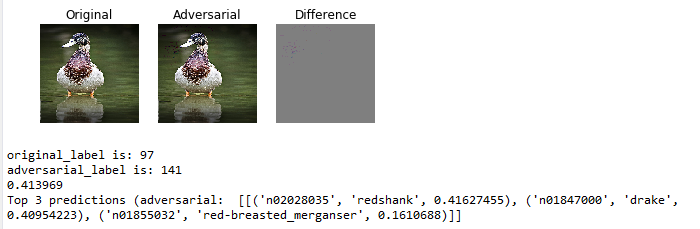 Original Adversarial Difference
original_label is: 97
adversarial_label is: 141
0.413969
Top 3 predictions (adversarial:  [[('n02028035', 'redshank', 0.41627455), ('n01847000', 'drake',
0.40954223), ('n01855032', 'red-breasted_merganser', 0.1610688)]]